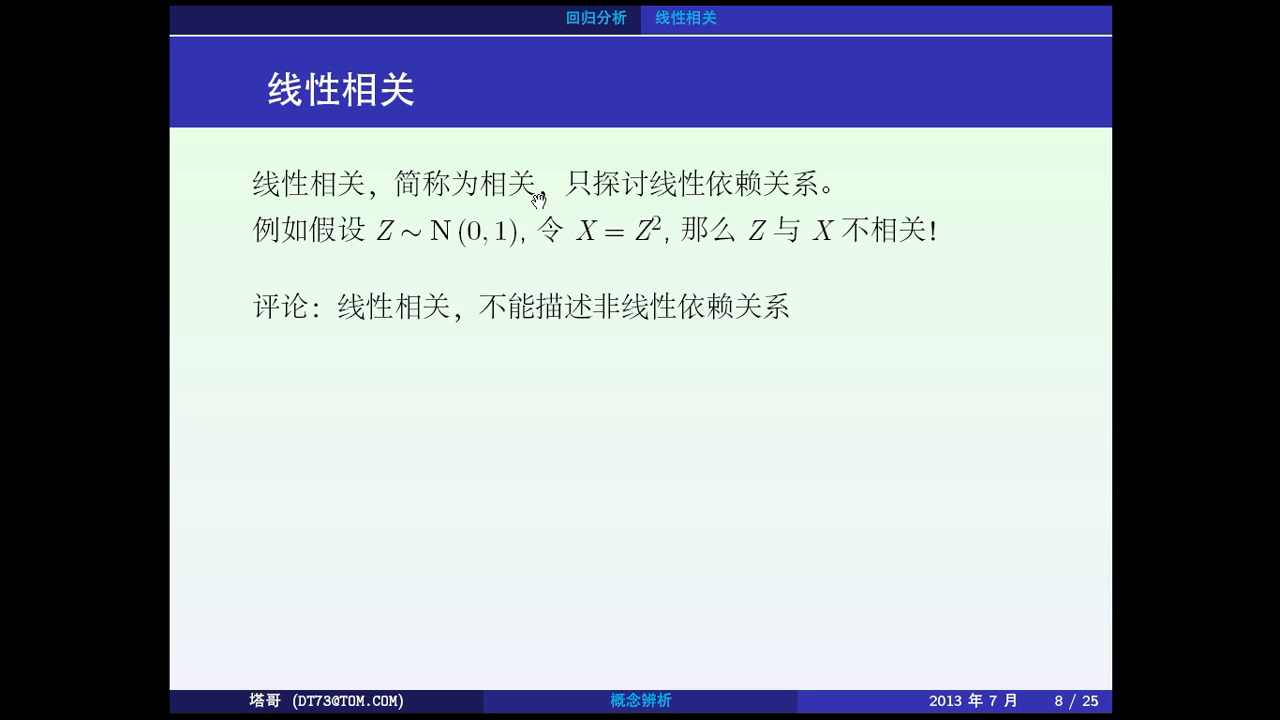 回归分析 线性相关
线性相关
线性相关，简称为相关，只探讨线性依赖关系。
例如假设 Z ∼ N (0, 1), 令 X = Z², 那么 Z 与 X 不相关！
评论：线性相关，不能描述非线性依赖关系
塔哥 (DT73@TOM.COM) 概念辨析 2013 年 7 月 8 / 25